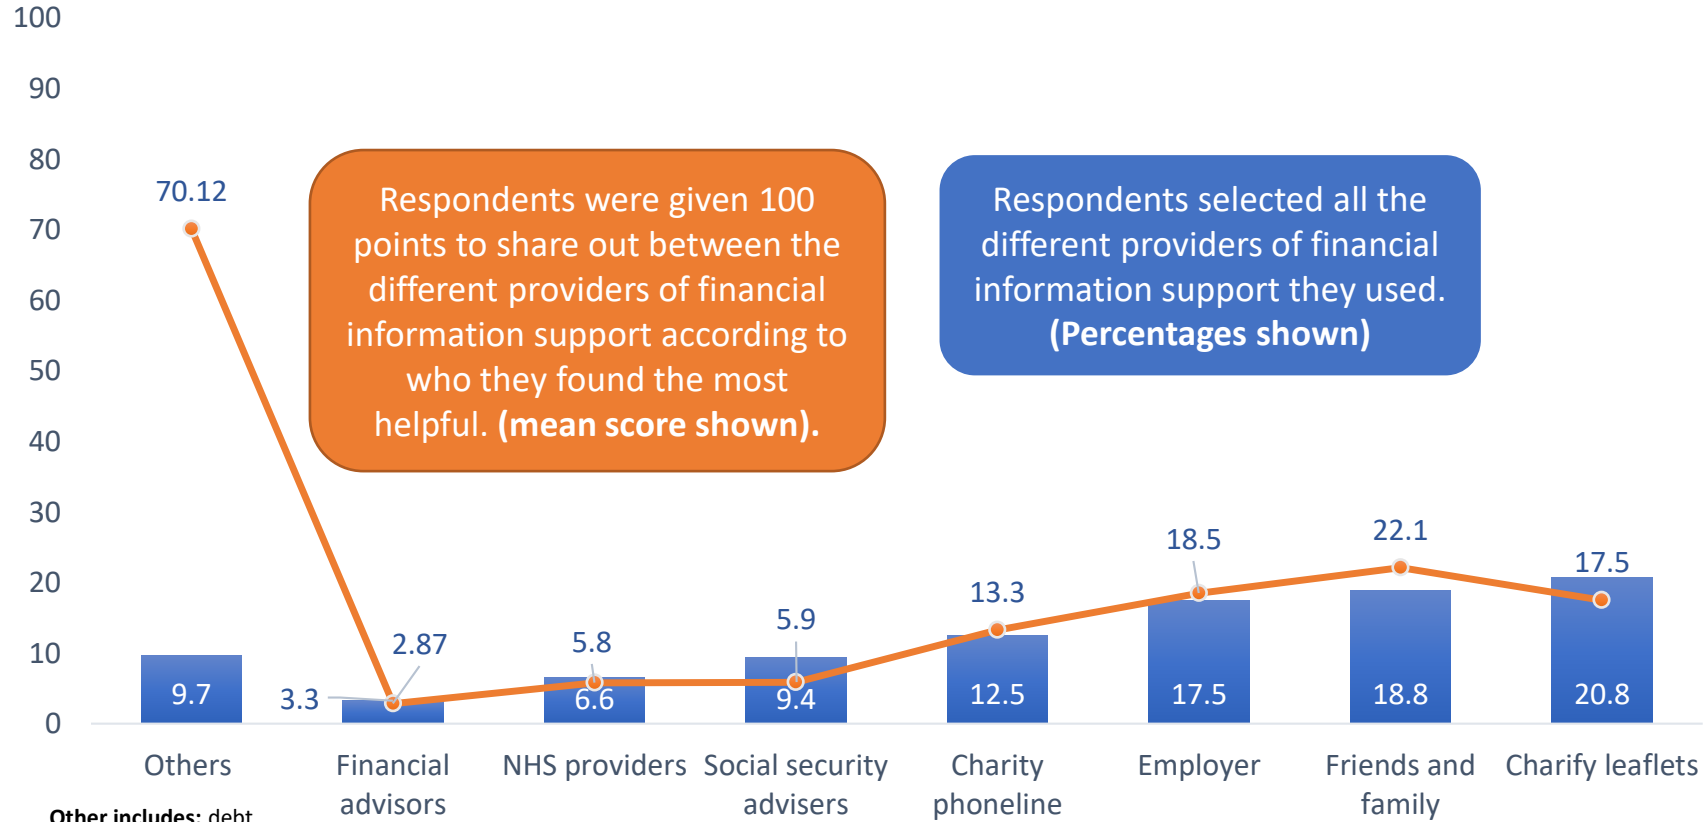 100
90
80
70
60
50
40
30
20
10
0
Respondents were given 100
points to share out between the
different providers of financial
information support according to
who they found the most
helpful. (mean score shown).
Respondents selected all the
different providers of financial
information support they used.
(Percentages shown)
70.12
2.87
5.8
5.9
13.3
18.5
22.1
17.5
9.7
3.3
6.6
9.4
12.5
17.5
18.8
20.8
Others
Financial
advisors
NHS providers
Social security
advisers
Charity
phoneline
Employer
Friends and
family
Charify leaflets
Other includes: debt